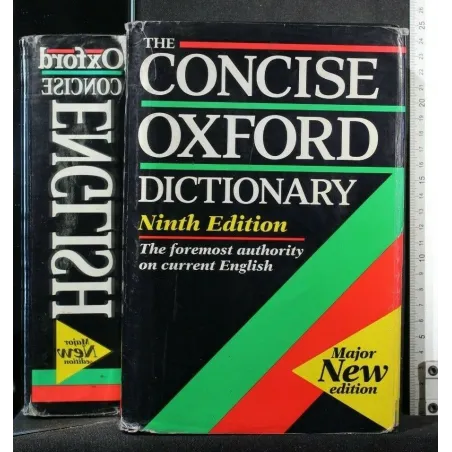 THE
CONCISE
OXFORD
DICTIONARY
Ninth Edition
The foremost authority
on current English
Major
New
edition
Oxford
CONCISE
ENGLISH
Major
New
edition